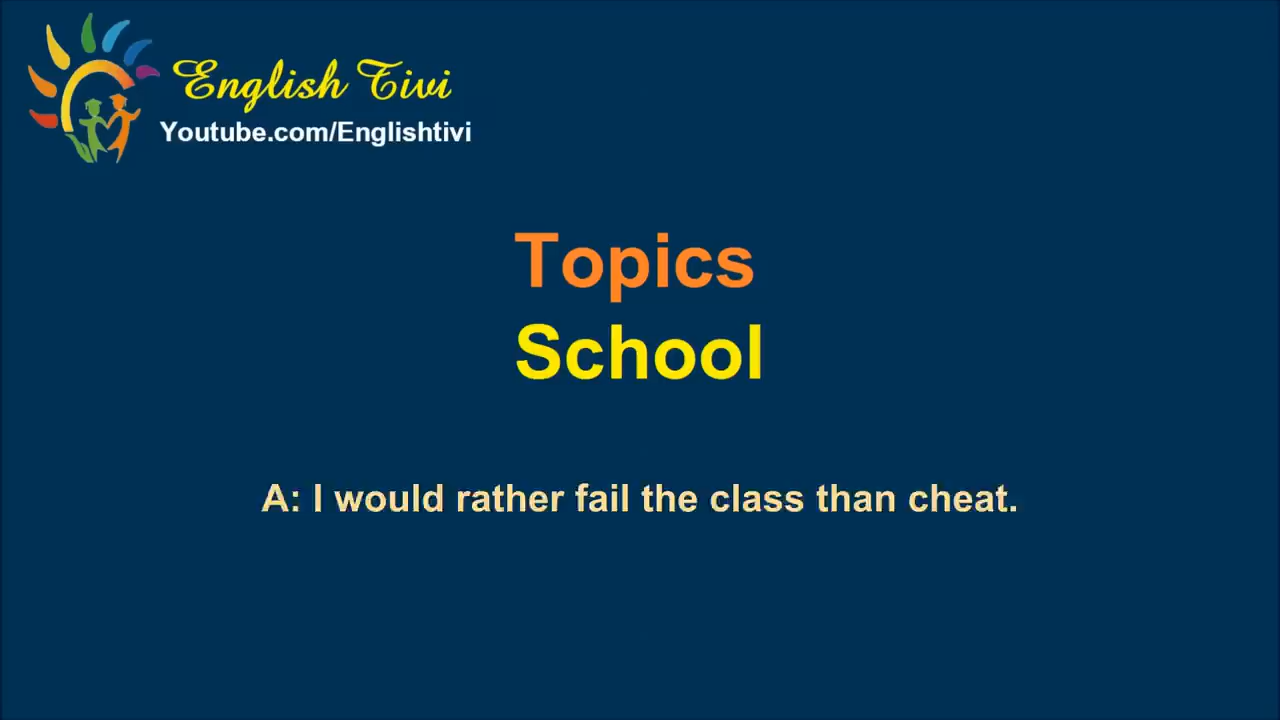 English Tivi
Youtube.com/Englishtivi
Topics
School
A: I would rather fail the class than cheat.